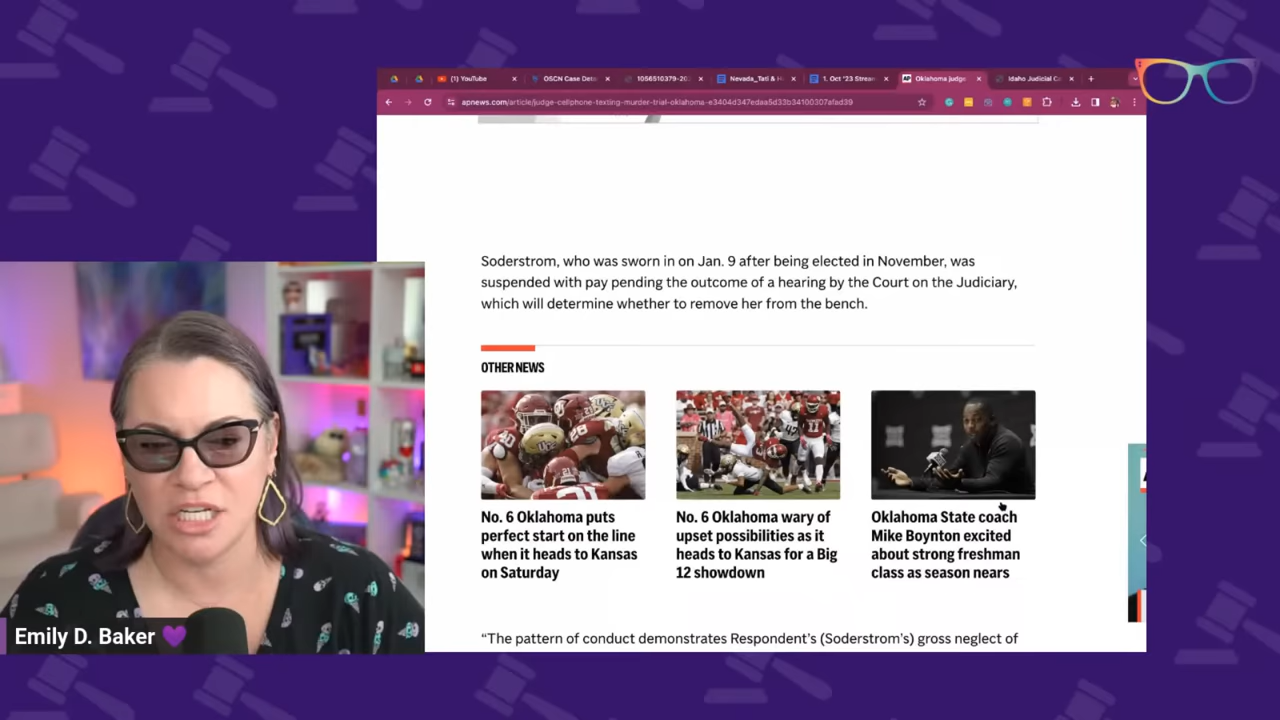 (1) YouTube
OSCN Case Deta
1056510379-202
Nevada_Tati & H
1. Oct '23 Strea
AP Oklahoma judge
Idaho Judicial Ca
apnews.com/article/judge-cellphone-texting-murder-trial-oklahoma-e3404d347edaa5d33b34100307afad39
Soderstrom, who was sworn in on Jan. 9 after being elected in November, was
suspended with pay pending the outcome of a hearing by the Court on the Judiciary,
which will determine whether to remove her from the bench.
OTHER NEWS
No. 6 Oklahoma puts
perfect start on the line
when it heads to Kansas
on Saturday
No. 6 Oklahoma wary of
upset possibilities as it
heads to Kansas for a Big
12 showdown
Oklahoma State coach
Mike Boynton excited
about strong freshman
class as season nears
“The pattern of conduct demonstrates Respondent’s (Soderstrom’s) gross neglect of
Emily D. Baker